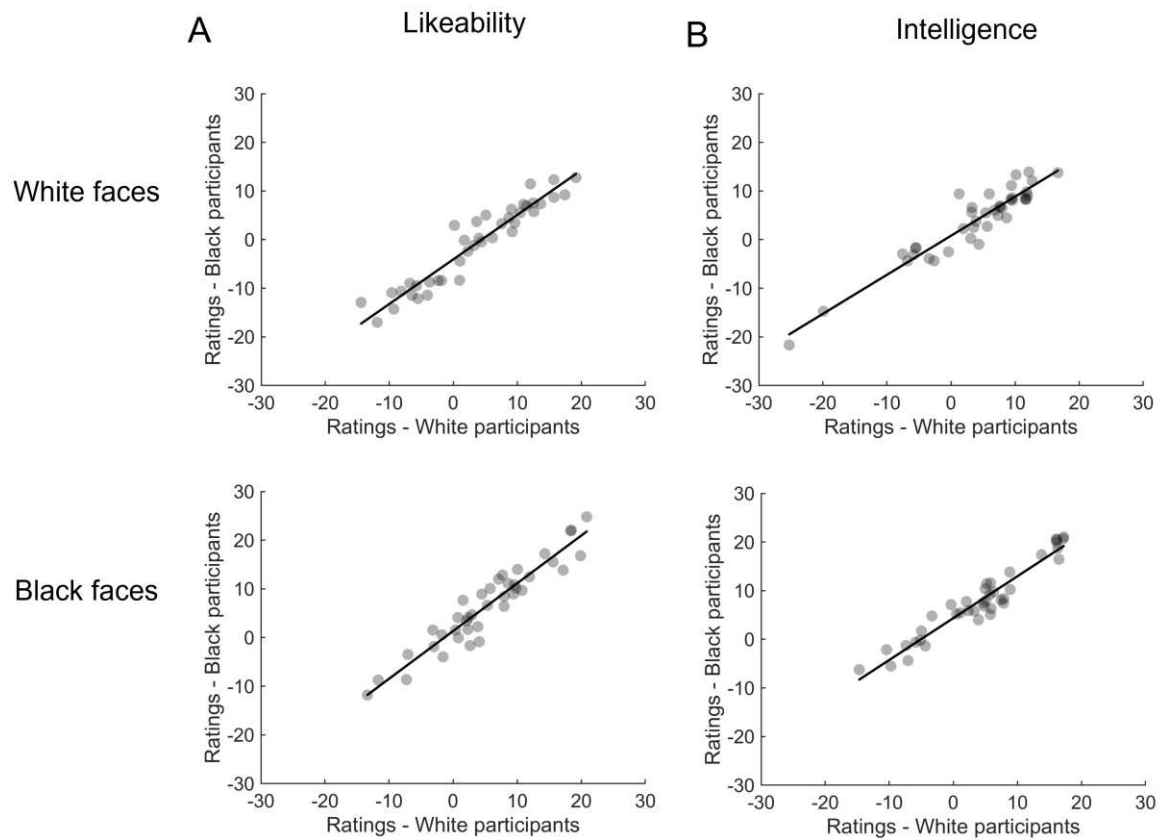 A
Likeability
B
Intelligence
White faces
Ratings - Black participants
30
20
10
0
-10
-20
-30
-30 -20 -10 0 10 20 30
Ratings - White participants
Ratings - Black participants
30
20
10
0
-10
-20
-30
-30 -20 -10 0 10 20 30
Ratings - White participants
Black faces
Ratings - Black participants
30
20
10
0
-10
-20
-30
-30 -20 -10 0 10 20 30
Ratings - White participants
Ratings - Black participants
30
20
10
0
-10
-20
-30
-30 -20 -10 0 10 20 30
Ratings - White participants